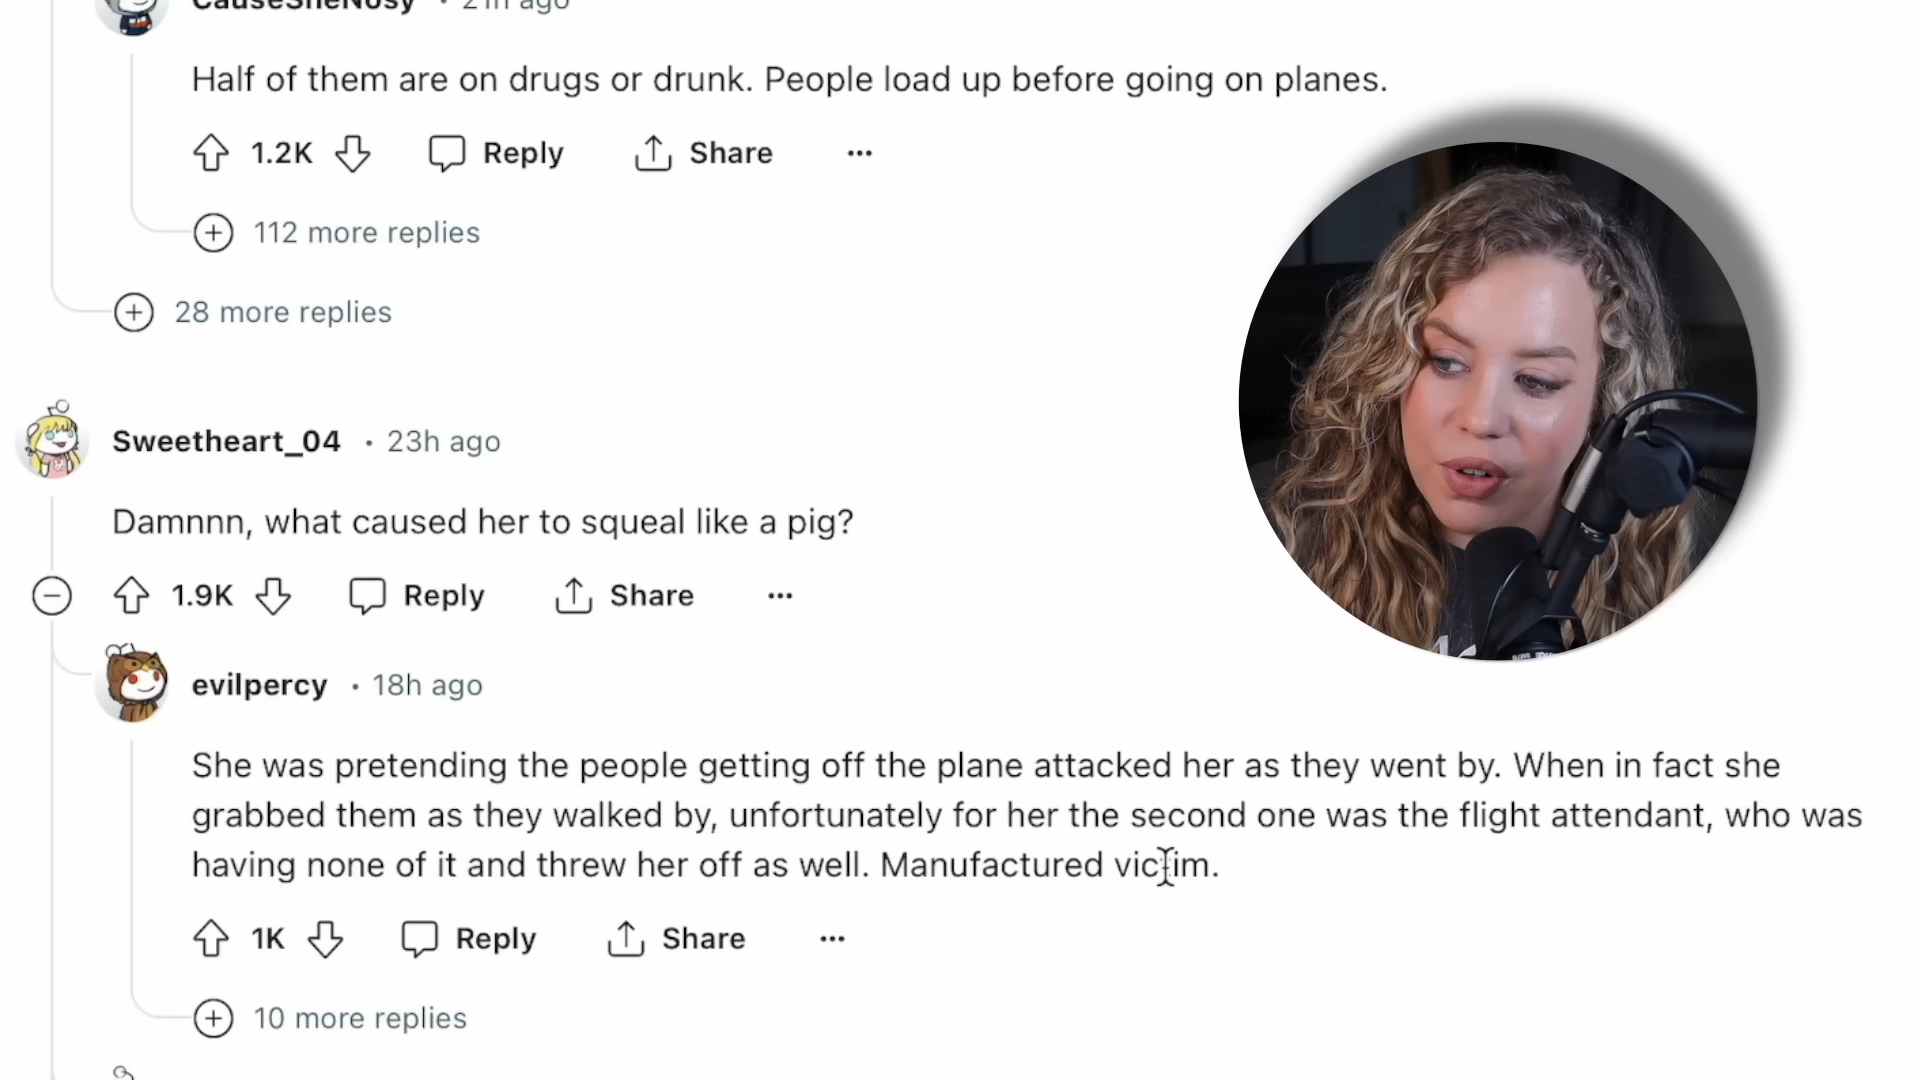 CauseSheNosy • 21h ago
Half of them are on drugs or drunk. People load up before going on planes.
1.2K Reply Share ...
112 more replies
28 more replies
Sweetheart_04 • 23h ago
Damnnn, what caused her to squeal like a pig?
1.9K Reply Share ...
evilpercy • 18h ago
She was pretending the people getting off the plane attacked her as they went by. When in fact she
grabbed them as they walked by, unfortunately for her the second one was the flight attendant, who was
having none of it and threw her off as well. Manufactured victim.
1K Reply Share ...
10 more replies